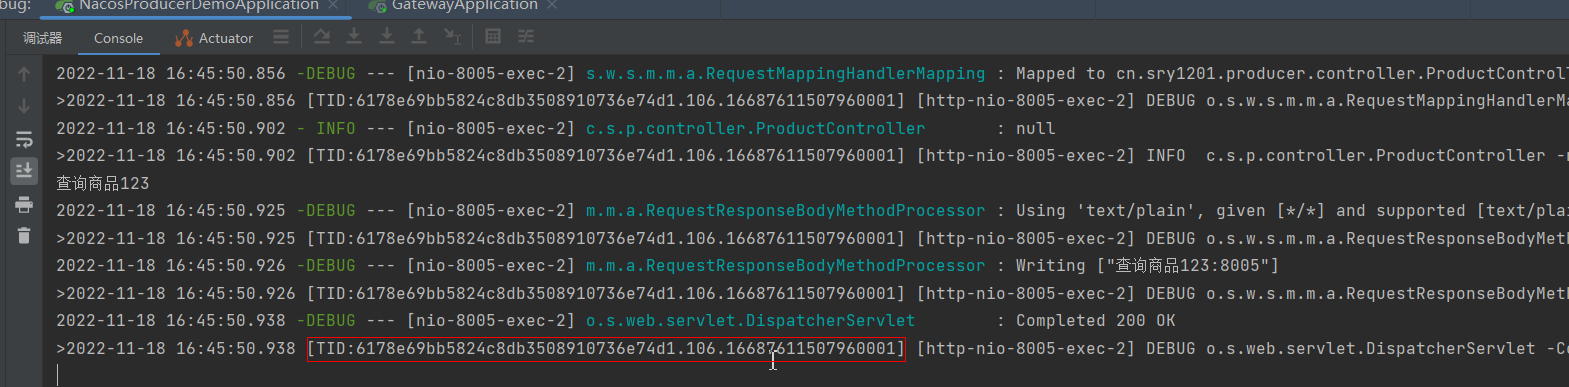 bug: NacosProducerDemoApplication × GatewayApplication ×
调试器 Console Actuator
2022-11-18 16:45:50.856 -DEBUG --- [nio-8005-exec-2] s.w.s.m.m.a.RequestMappingHandlerMapping : Mapped to cn.sry1201.producer.controller.ProductControl
>2022-11-18 16:45:50.856 [TID:6178e69bb5824c8db3508910736e74d1.106.16687611507960001] [http-nio-8005-exec-2] DEBUG o.s.w.s.m.m.a.RequestMappingHandlerMa
2022-11-18 16:45:50.902 - INFO --- [nio-8005-exec-2] c.s.p.controller.ProductController : null
>2022-11-18 16:45:50.902 [TID:6178e69bb5824c8db3508910736e74d1.106.16687611507960001] [http-nio-8005-exec-2] INFO c.s.p.controller.ProductController -n
查询商品123
2022-11-18 16:45:50.925 -DEBUG --- [nio-8005-exec-2] m.m.a.RequestResponseBodyMethodProcessor : Using 'text/plain', given [*/*] and supported [text/plai
>2022-11-18 16:45:50.925 [TID:6178e69bb5824c8db3508910736e74d1.106.16687611507960001] [http-nio-8005-exec-2] DEBUG o.s.w.s.m.m.a.RequestResponseBodyMet
2022-11-18 16:45:50.926 -DEBUG --- [nio-8005-exec-2] m.m.a.RequestResponseBodyMethodProcessor : Writing ["查询商品123:8005"]
>2022-11-18 16:45:50.926 [TID:6178e69bb5824c8db3508910736e74d1.106.16687611507960001] [http-nio-8005-exec-2] DEBUG o.s.w.s.m.m.a.RequestResponseBodyMet
2022-11-18 16:45:50.938 -DEBUG --- [nio-8005-exec-2] o.s.web.servlet.DispatcherServlet : Completed 200 OK
>2022-11-18 16:45:50.938 [TID:6178e69bb5824c8db3508910736e74d1.106.16687611507960001] [http-nio-8005-exec-2] DEBUG o.s.web.servlet.DispatcherServlet -Co